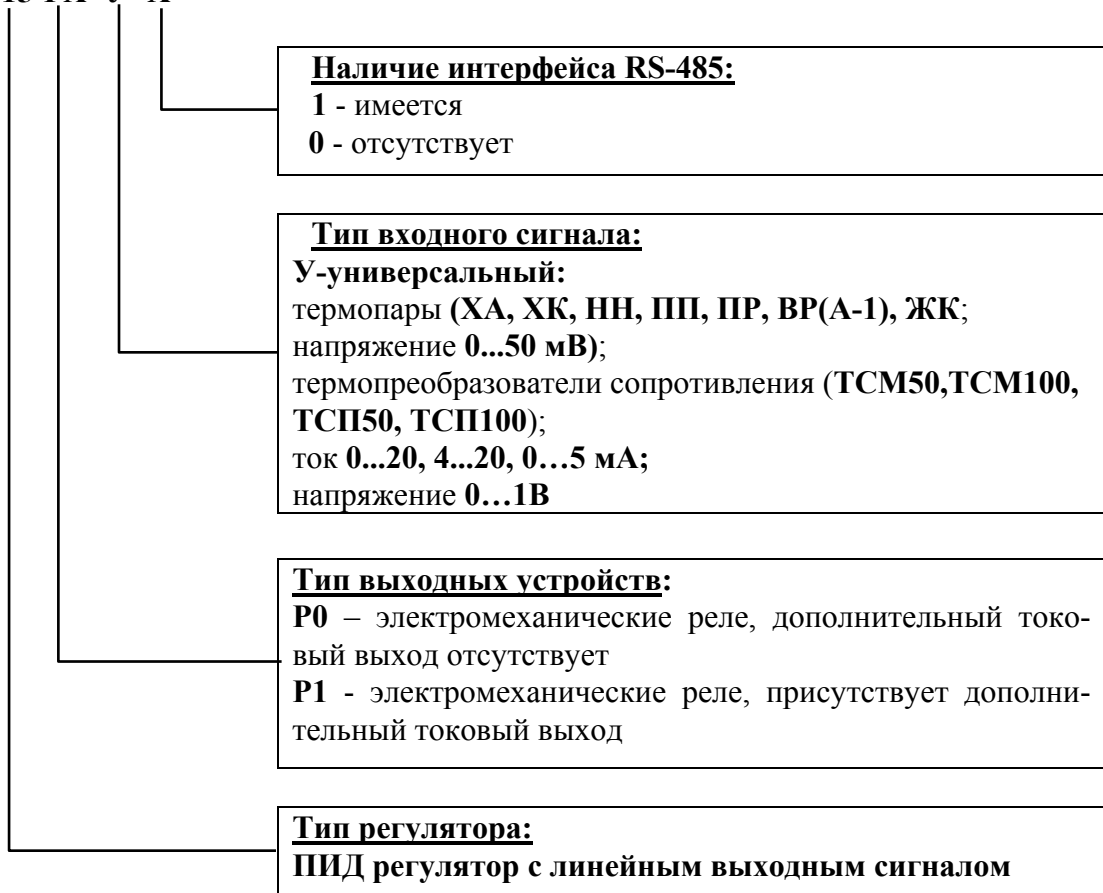 Наличие интерфейса RS-485:
1 - имеется
0 - отсутствует
Тип входного сигнала:
У-универсальный:
термопары (ХА, ХК, НН, ПП, ПР, ВР(А-1), ЖК;
напряжение 0...50 мВ);
термопреобразователи сопротивления (ТСМ50,ТСМ100,
ТСП50, ТСП100);
ток 0...20, 4...20, 0…5 мА;
напряжение 0…1В
Тип выходных устройств:
Р0 – электромеханические реле, дополнительный токо-
вый выход отсутствует
Р1 - электромеханические реле, присутствует дополни-
тельный токовый выход
Тип регулятора:
ПИД регулятор с линейным выходным сигналом